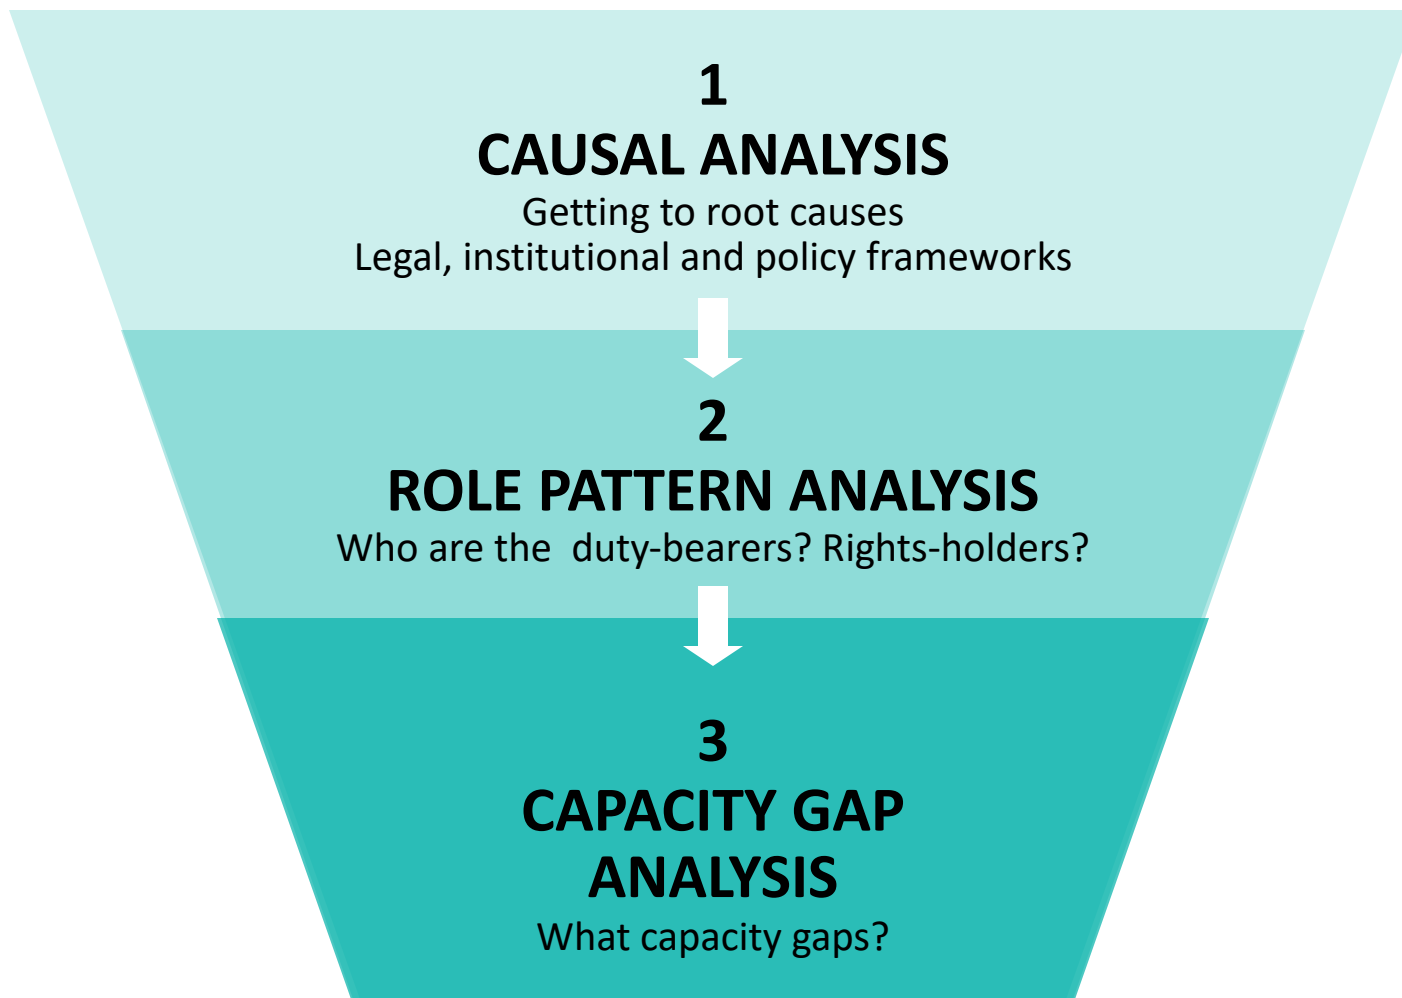 1
CAUSAL ANALYSIS
Getting to root causes
Legal, institutional and policy frameworks
2
ROLE PATTERN ANALYSIS
Who are the  duty-bearers? Rights-holders?
3
CAPACITY GAP
ANALYSIS
What capacity gaps?